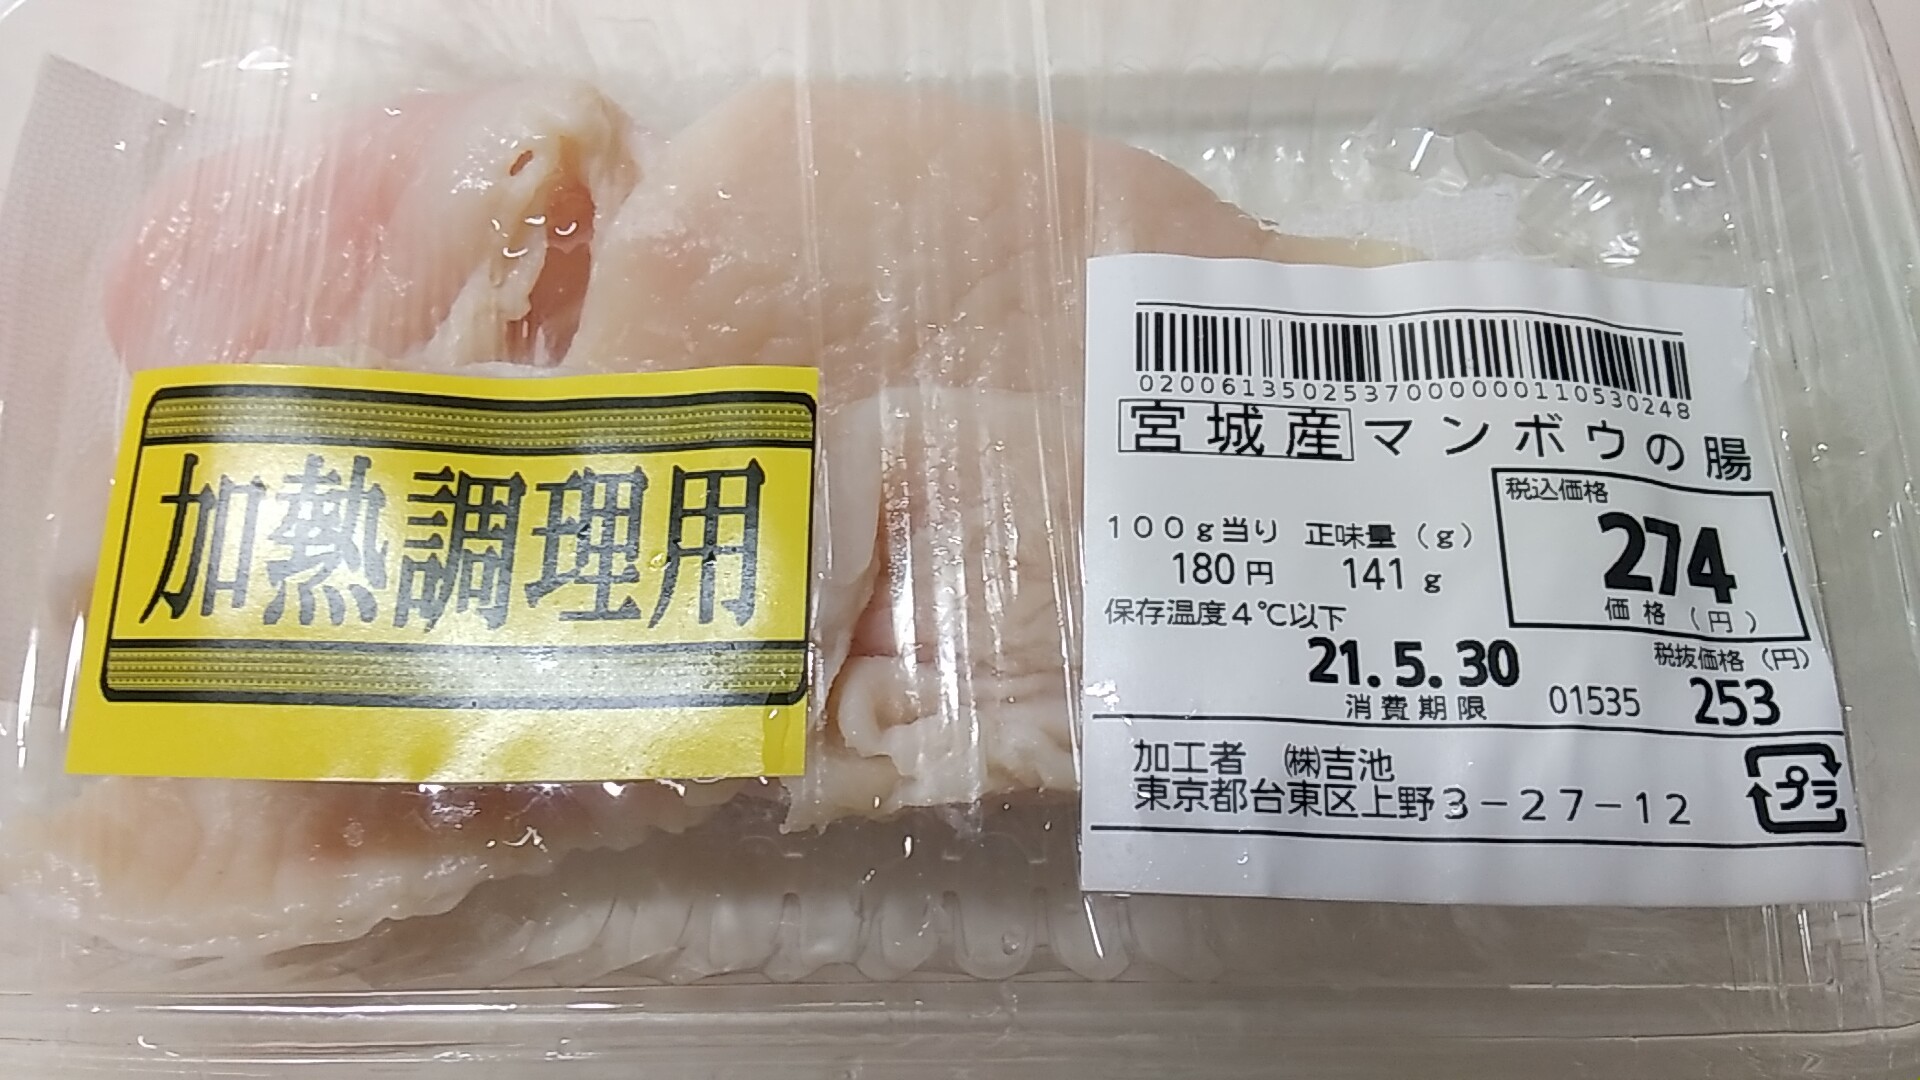 加熱調理用
0200613502537000000110530248
宮城産マンボウの腸
100g当り 正味量(g)
180円 141g
税込価格
274
価格(円)
保存温度4℃以下
21.5.30
消費期限
01535
税抜価格(円)
253
加工者 ㈱吉池
東京都台東区上野3-27-12
プラ